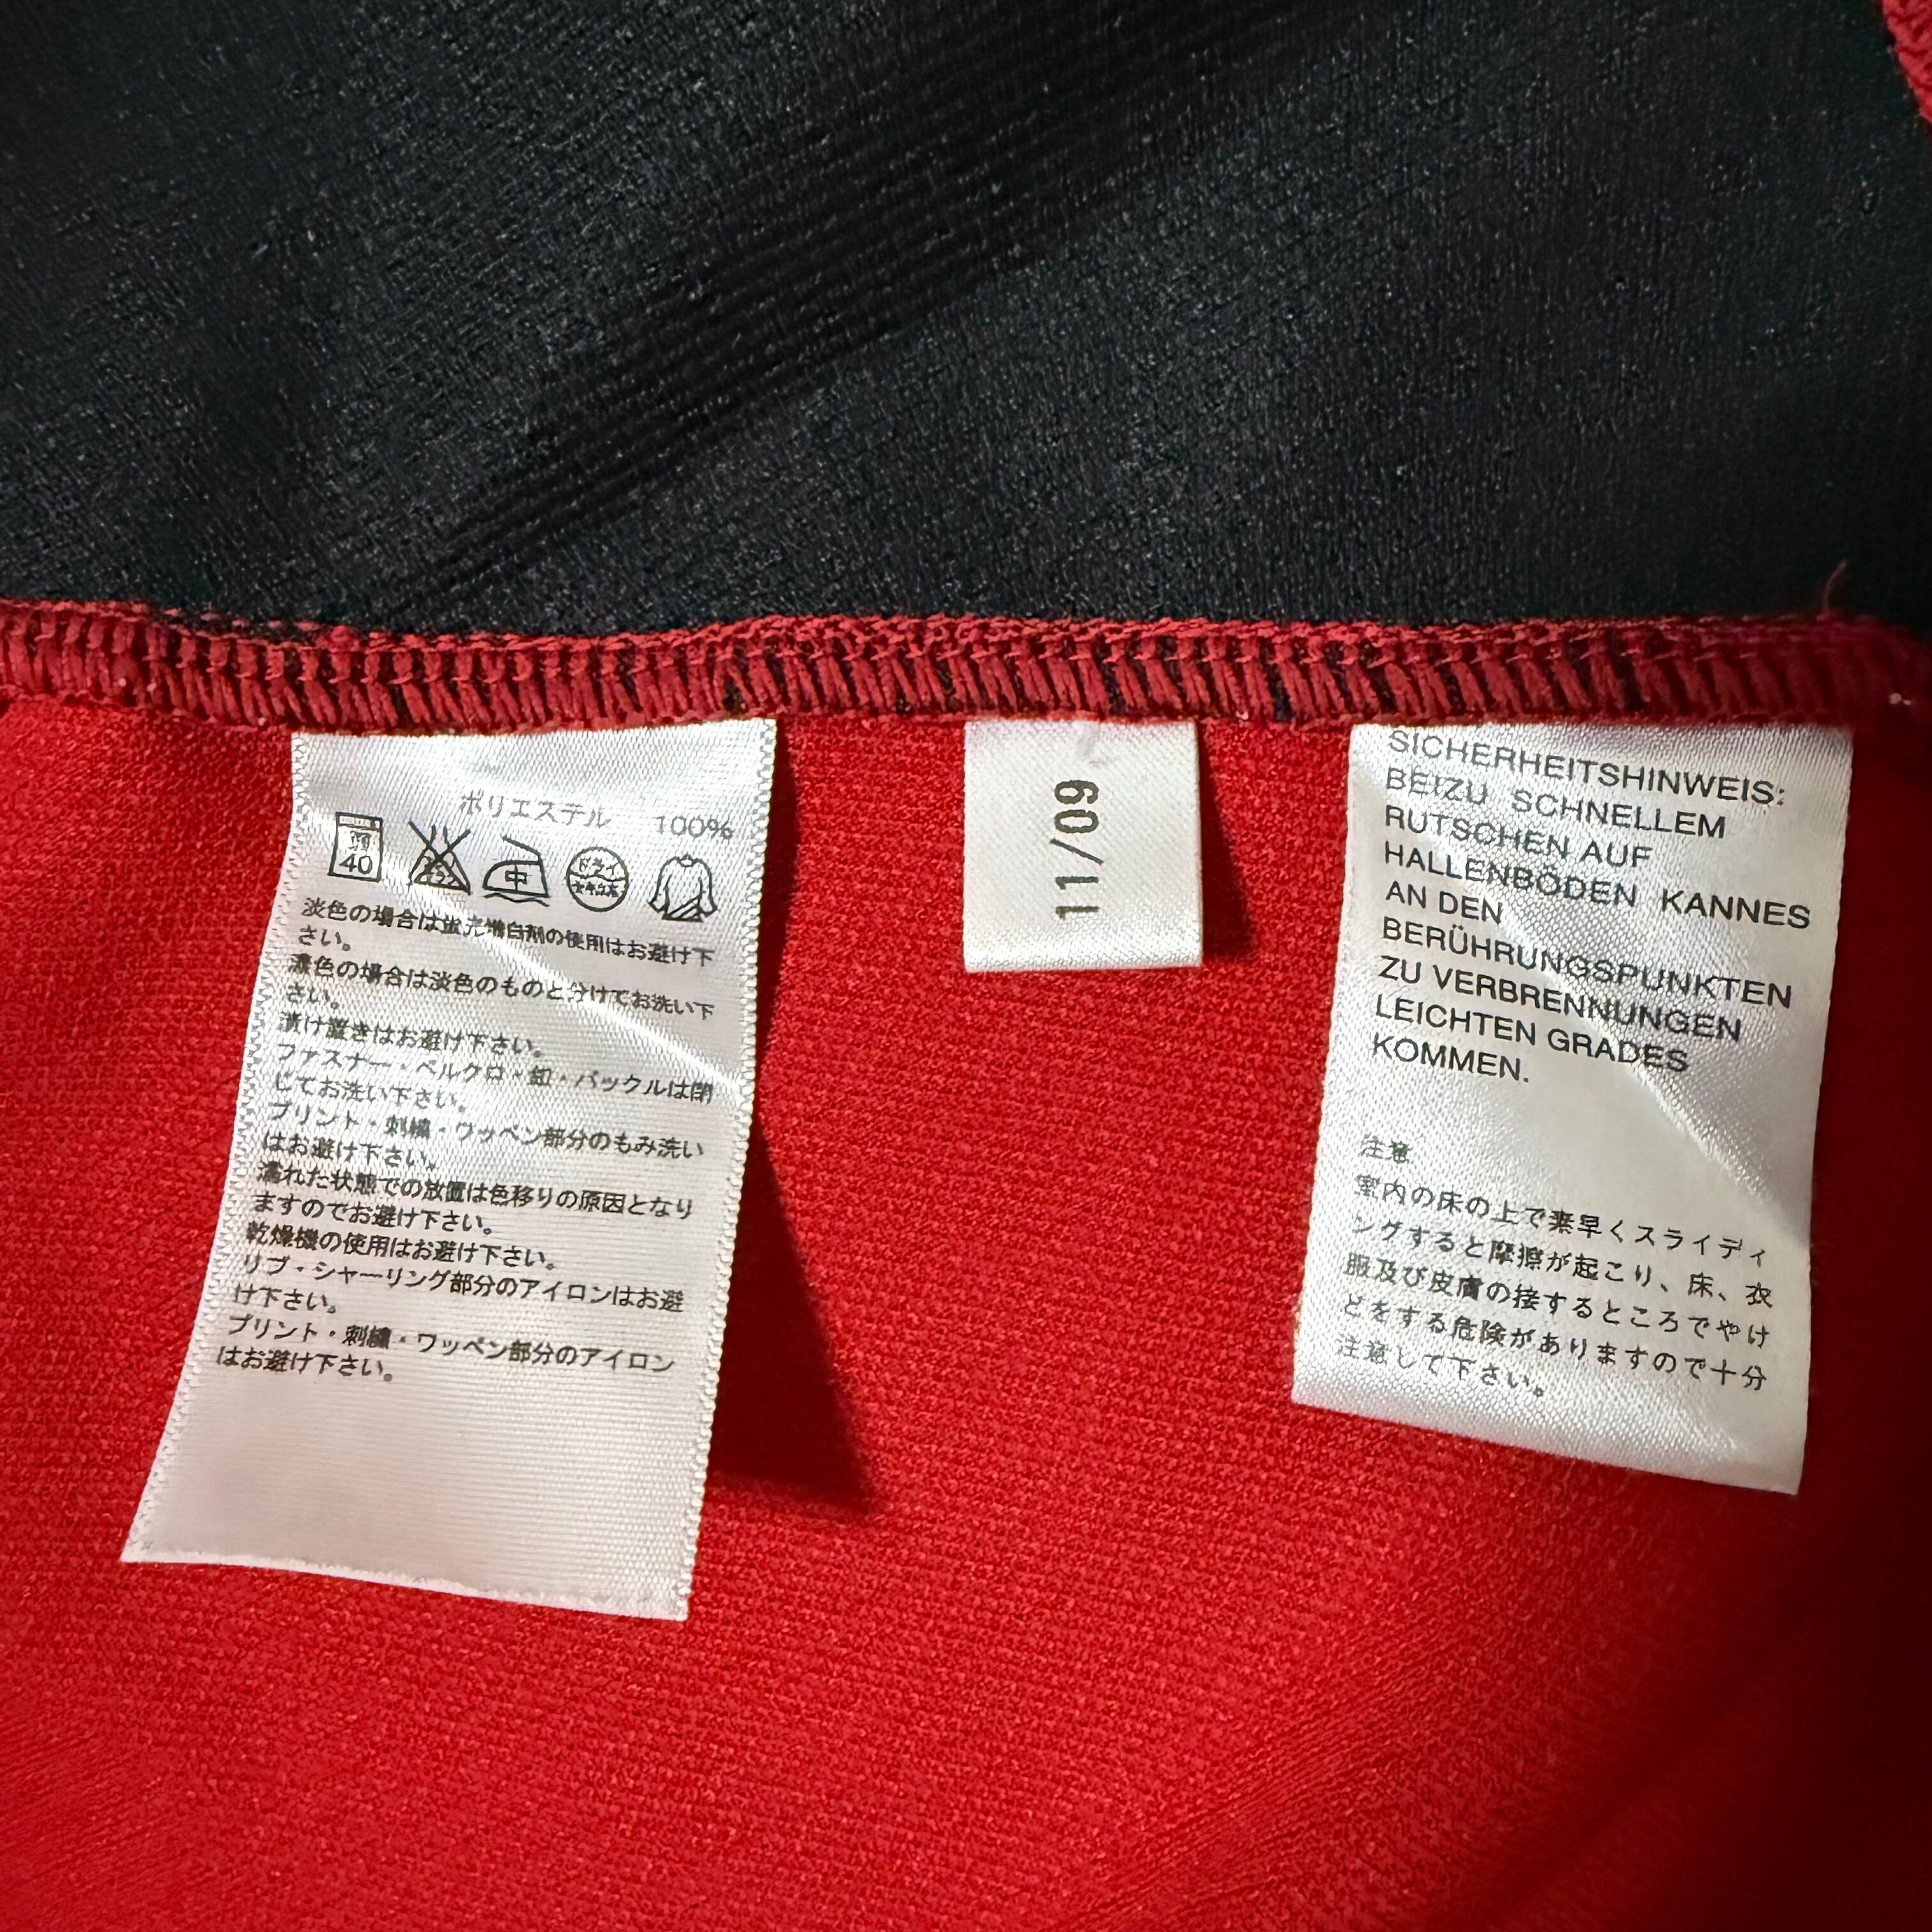 ポリエステル 100%
40
中
ドライ
淡色の場合は蛍光増白剤の使用はお避け下
さい。
濃色の場合は淡色のものと分けてお洗い下
さい。
漬け置きはお避け下さい。
ファスナー・ベルクロ・釦・バックルは閉
じてお洗い下さい。
プリント・刺繍・ワッペン部分のもみ洗い
はお避け下さい。
濡れた状態での放置は色移りの原因となり
ますのでお避け下さい。
乾燥機の使用はお避け下さい。
リブ・シャーリング部分のアイロンはお避
け下さい。
プリント・刺繍・ワッペン部分のアイロン
はお避け下さい。
11/09
SICHERHEITSHINWEIS:
BEIZU SCHNELLEM
RUTSCHEN AUF
HALLENBÖDEN KANNES
AN DEN
BERÜHRUNGSPUNKTEN
ZU VERBRENNUNGEN
LEICHTEN GRADES
KOMMEN.
注意
室内の床の上で素早くスライディ
ングすると摩擦が起こり、床、衣
服及び皮膚の接するところでやけ
どをする危険がありますので十分
注意して下さい。